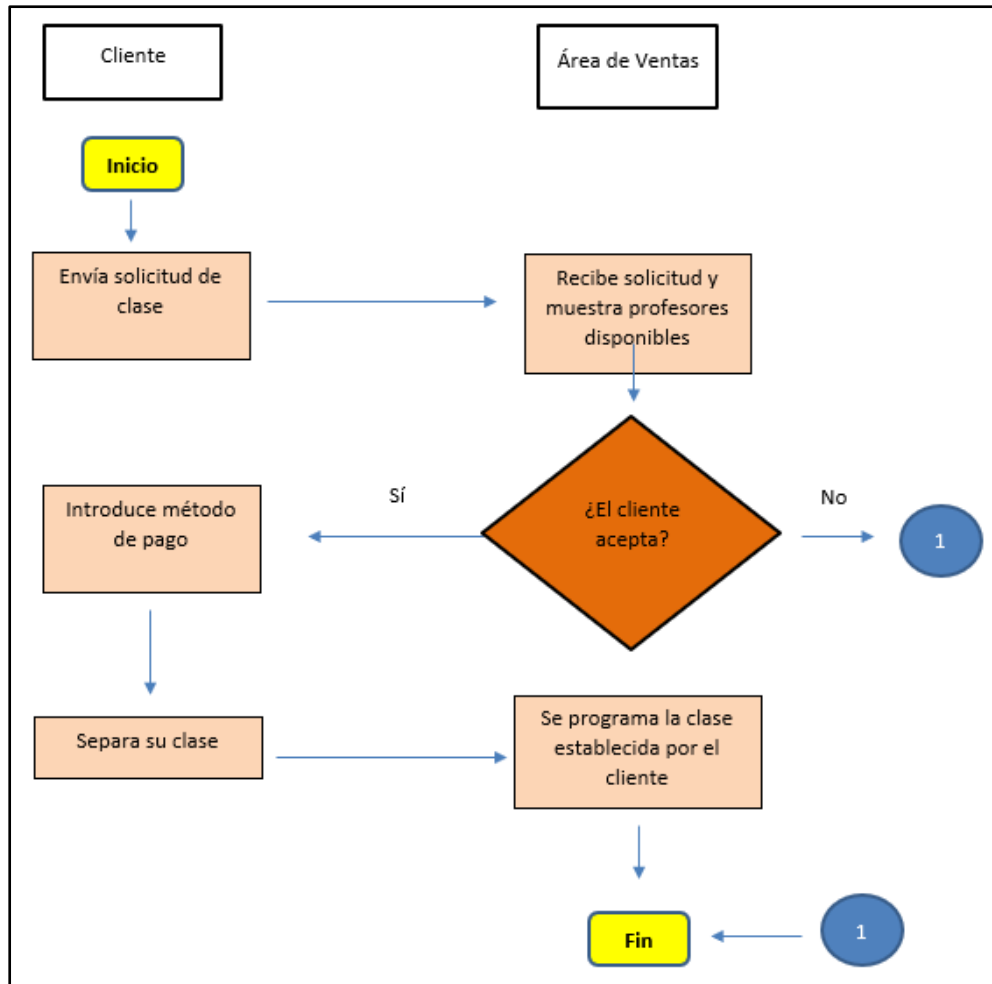 Cliente
Área de Ventas
Inicio
Envía solicitud de
clase
Recibe solicitud y
muestra profesores
disponibles
¿El cliente
acepta?
Sí
No
1
Introduce método
de pago
Separa su clase
Se programa la clase
establecida por el
cliente
Fin
1